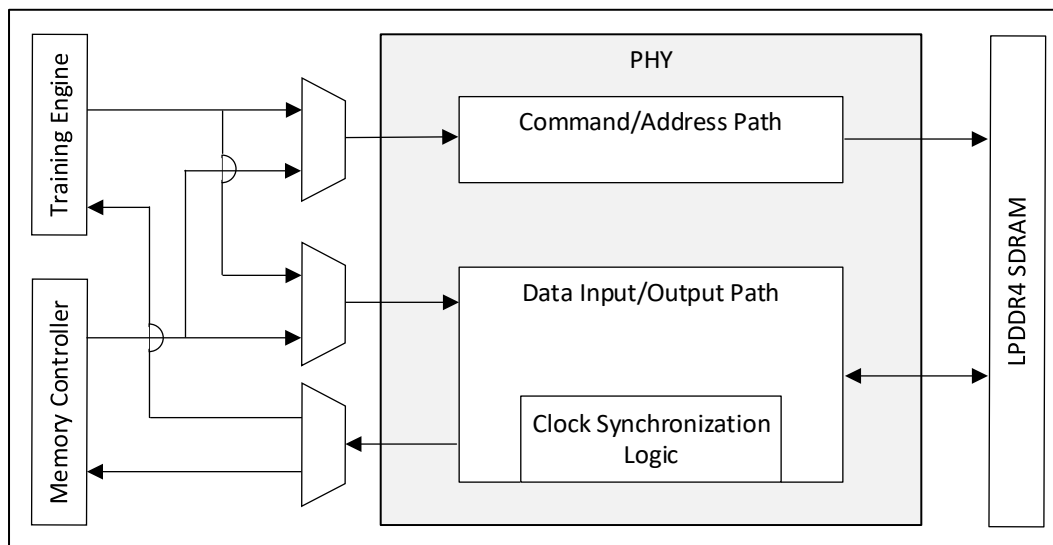 Training Engine
Memory Controller
PHY
Command/Address Path
Data Input/Output Path
Clock Synchronization
Logic
LPDDR4 SDRAM